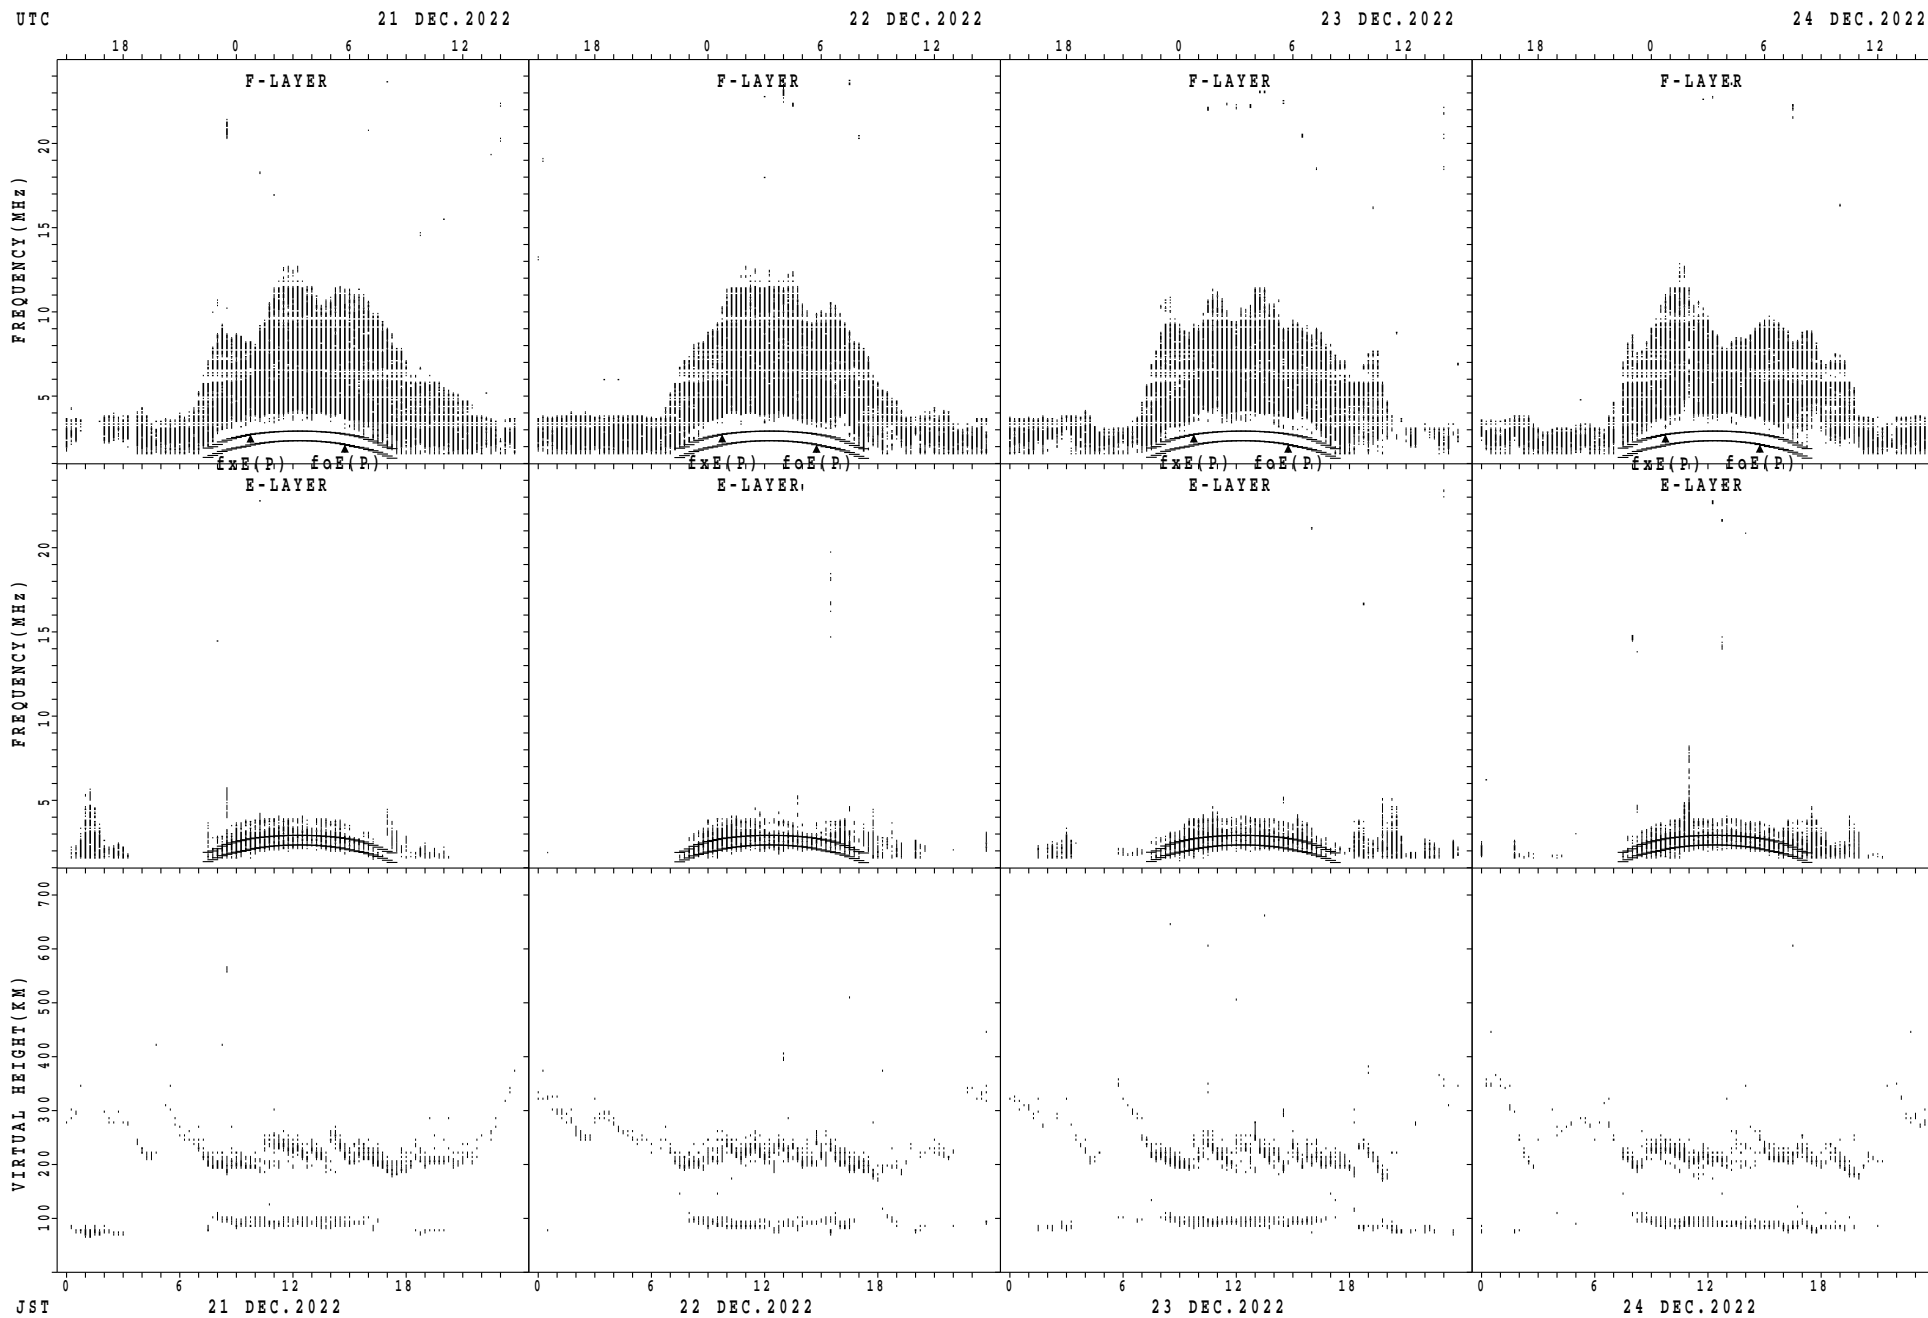 UTC 21 DEC.2022 22 DEC.2022 23 DEC.2022 24 DEC.2022
18 0 6 12 18 0 6 12 18 0 6 12 18 0 6 12
F-LAYER F-LAYER F-LAYER F-LAYER
FREQUENCY(MHz)
20
15
10
5
fxE(P) foE(P) fxE(P) foE(P) fxE(P) foE(P) fxE(P) foE(P)
E-LAYER E-LAYER E-LAYER E-LAYER
FREQUENCY(MHz)
20
15
10
5
VIRTUAL HEIGHT(KM)
700
600
500
400
300
200
100
0 6 12 18 0 6 12 18 0 6 12 18 0 6 12 18
JST 21 DEC.2022 22 DEC.2022 23 DEC.2022 24 DEC.2022